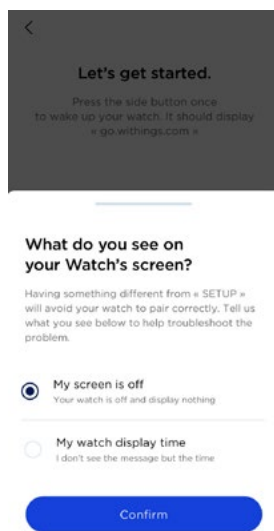 Let's get started.
Press the side button once
to wake up your watch. It should display
« go.withings.com »
What do you see on
your Watch's screen?
Having something different from « SETUP »
will avoid your watch to pair correctly. Tell us
what you see below to help troubleshoot the
problem.
My screen is off
Your watch is off and display nothing
My watch display time
I don't see the message but the time
Confirm